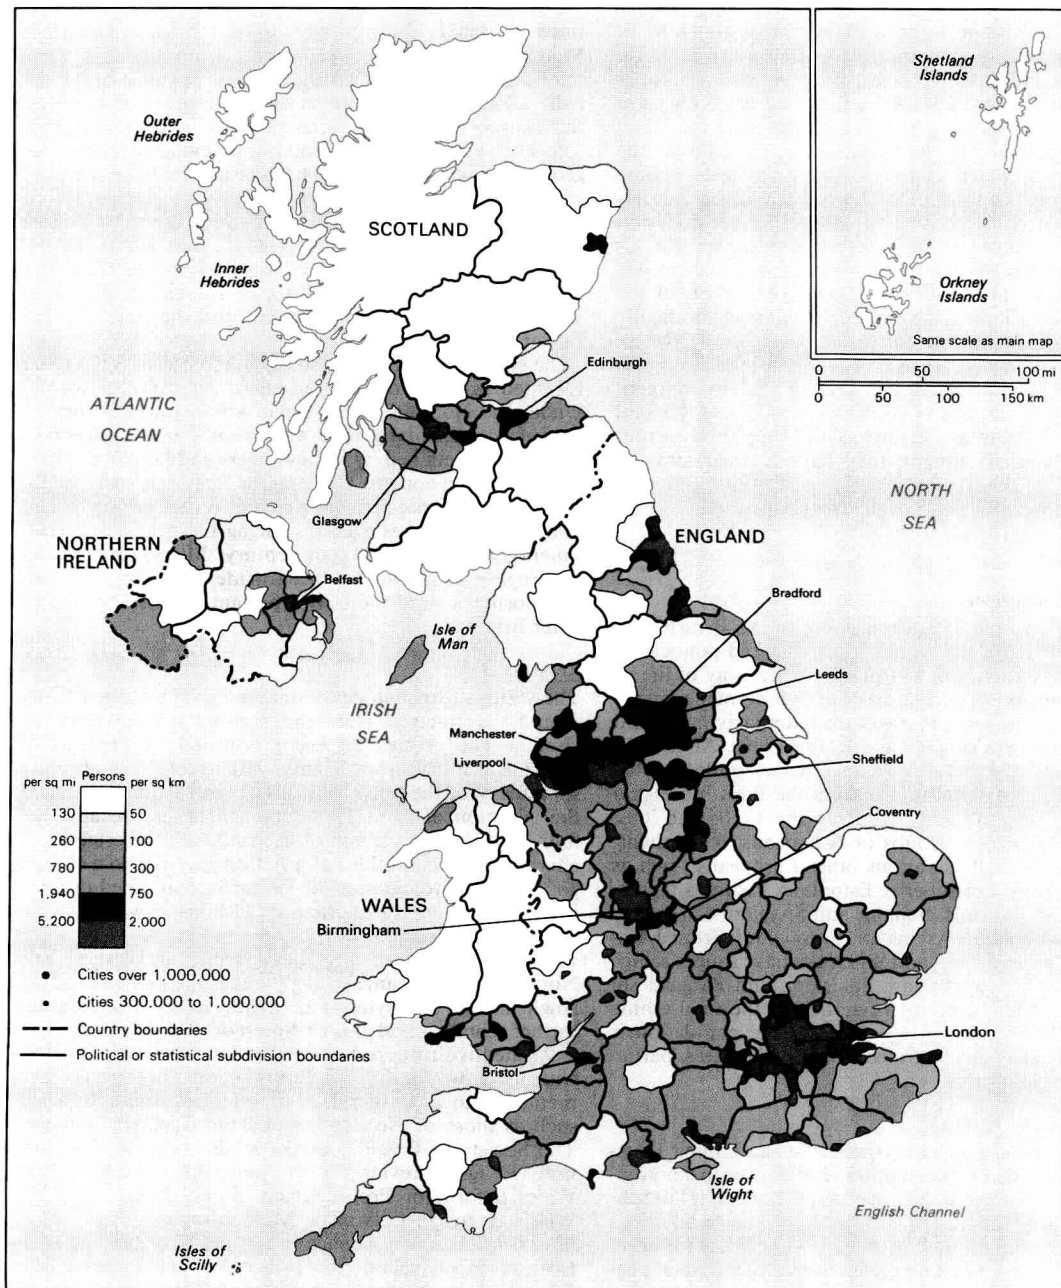 Outer
Hebrides
Shetland
Islands
SCOTLAND
Inner
Hebrides
Orkney
Islands
Same scale as main map
Edinburgh
0 50 100 mi
0 50 100 150 km
ATLANTIC
OCEAN
NORTH
SEA
Glasgow
NORTHERN
IRELAND
ENGLAND
Belfast
Bradford
Isle of
Man
Leeds
IRISH
SEA
Manchester
Liverpool
Sheffield
Persons
per sq mi per sq km
130 50
260 100
780 300
1,940 750
5,200 2,000
Coventry
WALES
Birmingham
Cities over 1,000,000
Cities 300,000 to 1,000,000
Country boundaries
Political or statistical subdivision boundaries
London
Bristol
Isle of
Wight
English Channel
Isles of
Scilly